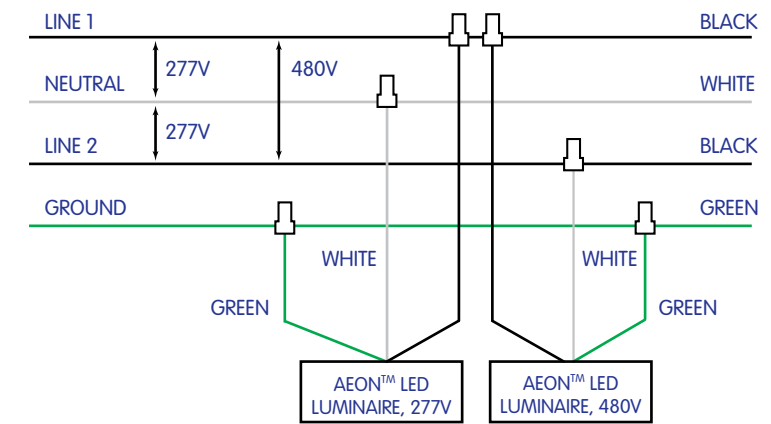 LINE 1
BLACK
277V
480V
NEUTRAL
WHITE
277V
LINE 2
BLACK
GROUND
GREEN
WHITE
WHITE
GREEN
GREEN
AEON™ LED
LUMINAIRE, 277V
AEON™ LED
LUMINAIRE, 480V